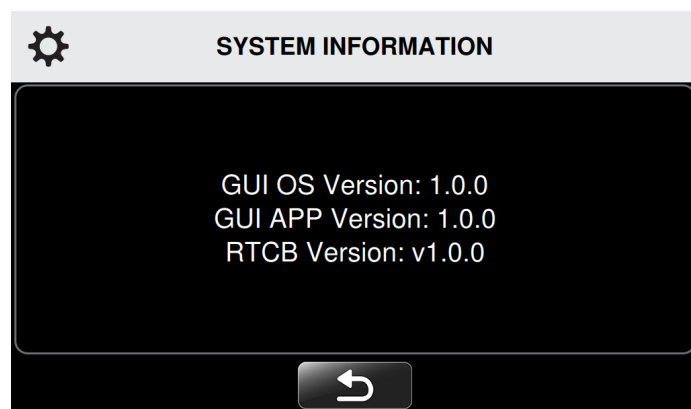 SYSTEM INFORMATION
GUI OS Version: 1.0.0
GUI APP Version: 1.0.0
RTCB Version: v1.0.0